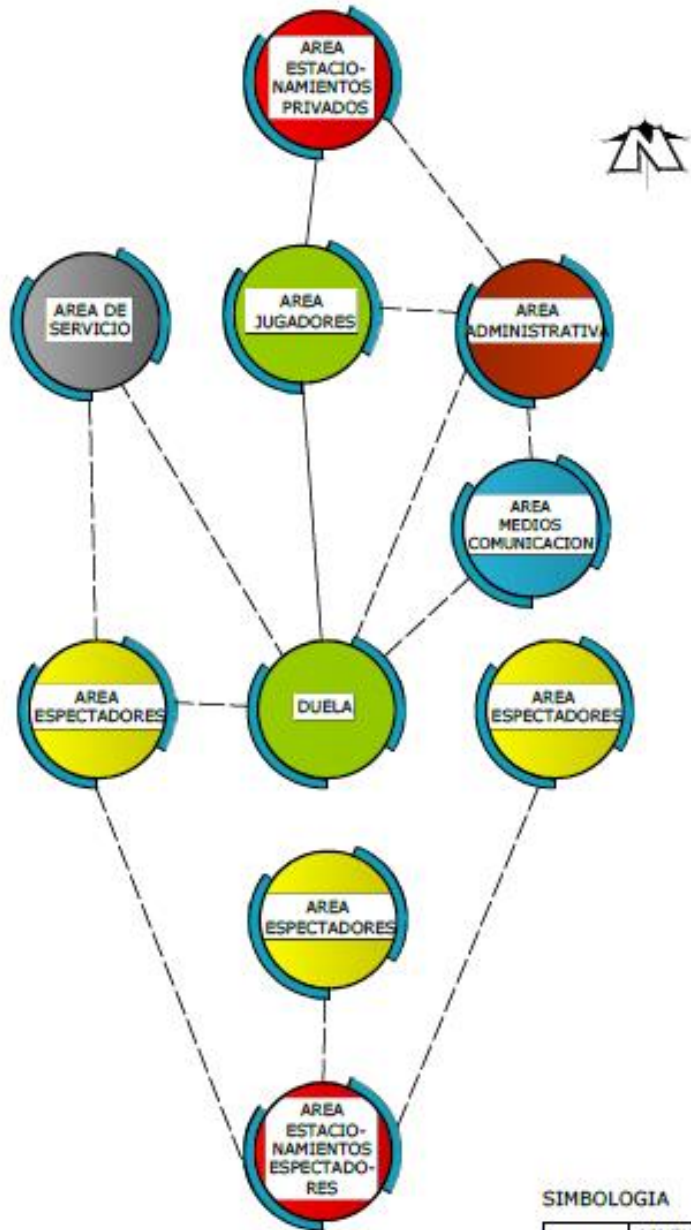 AREA
ESTACIO-
NAMIENTOS
PRIVADOS
N
AREA DE
SERVICIO
AREA
JUGADORES
AREA
ADMINISTRATIVA
AREA
MEDIOS
COMUNICACION
AREA
ESPECTADORES
DUELA
AREA
ESPECTADORES
AREA
ESPECTADORES
AREA
ESTACIO-
NAMIENTOS
ESPECTADO-
RES
SIMBOLOGIA